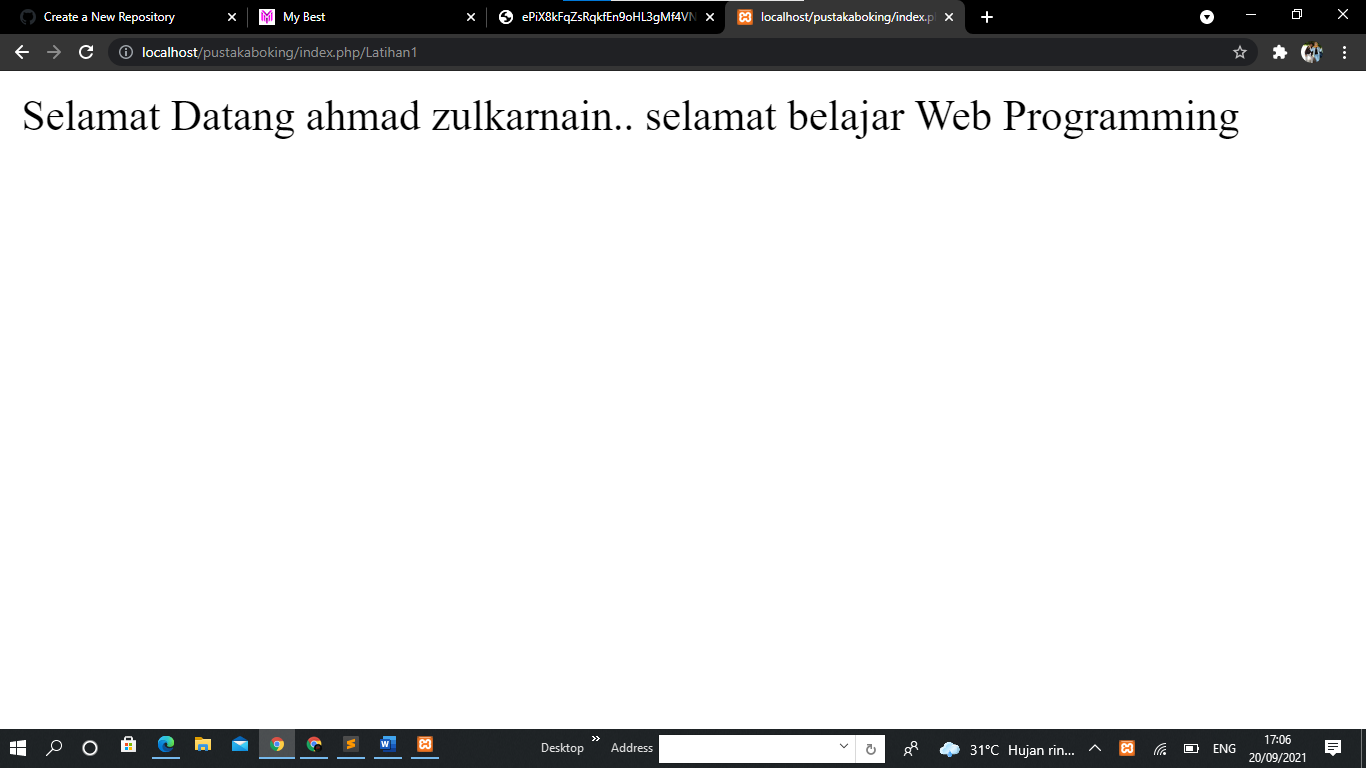 Create a New Repository
My Best
ePiX8kFqZsRqkfEn9oHL3gMf4VN
localhost/pustakaboking/index.p
localhost/pustakaboking/index.php/Latihan1
Selamat Datang ahmad zulkarnain.. selamat belajar Web Programming
Desktop
Address
31°C Hujan rin...
ENG
17:06
20/09/2021